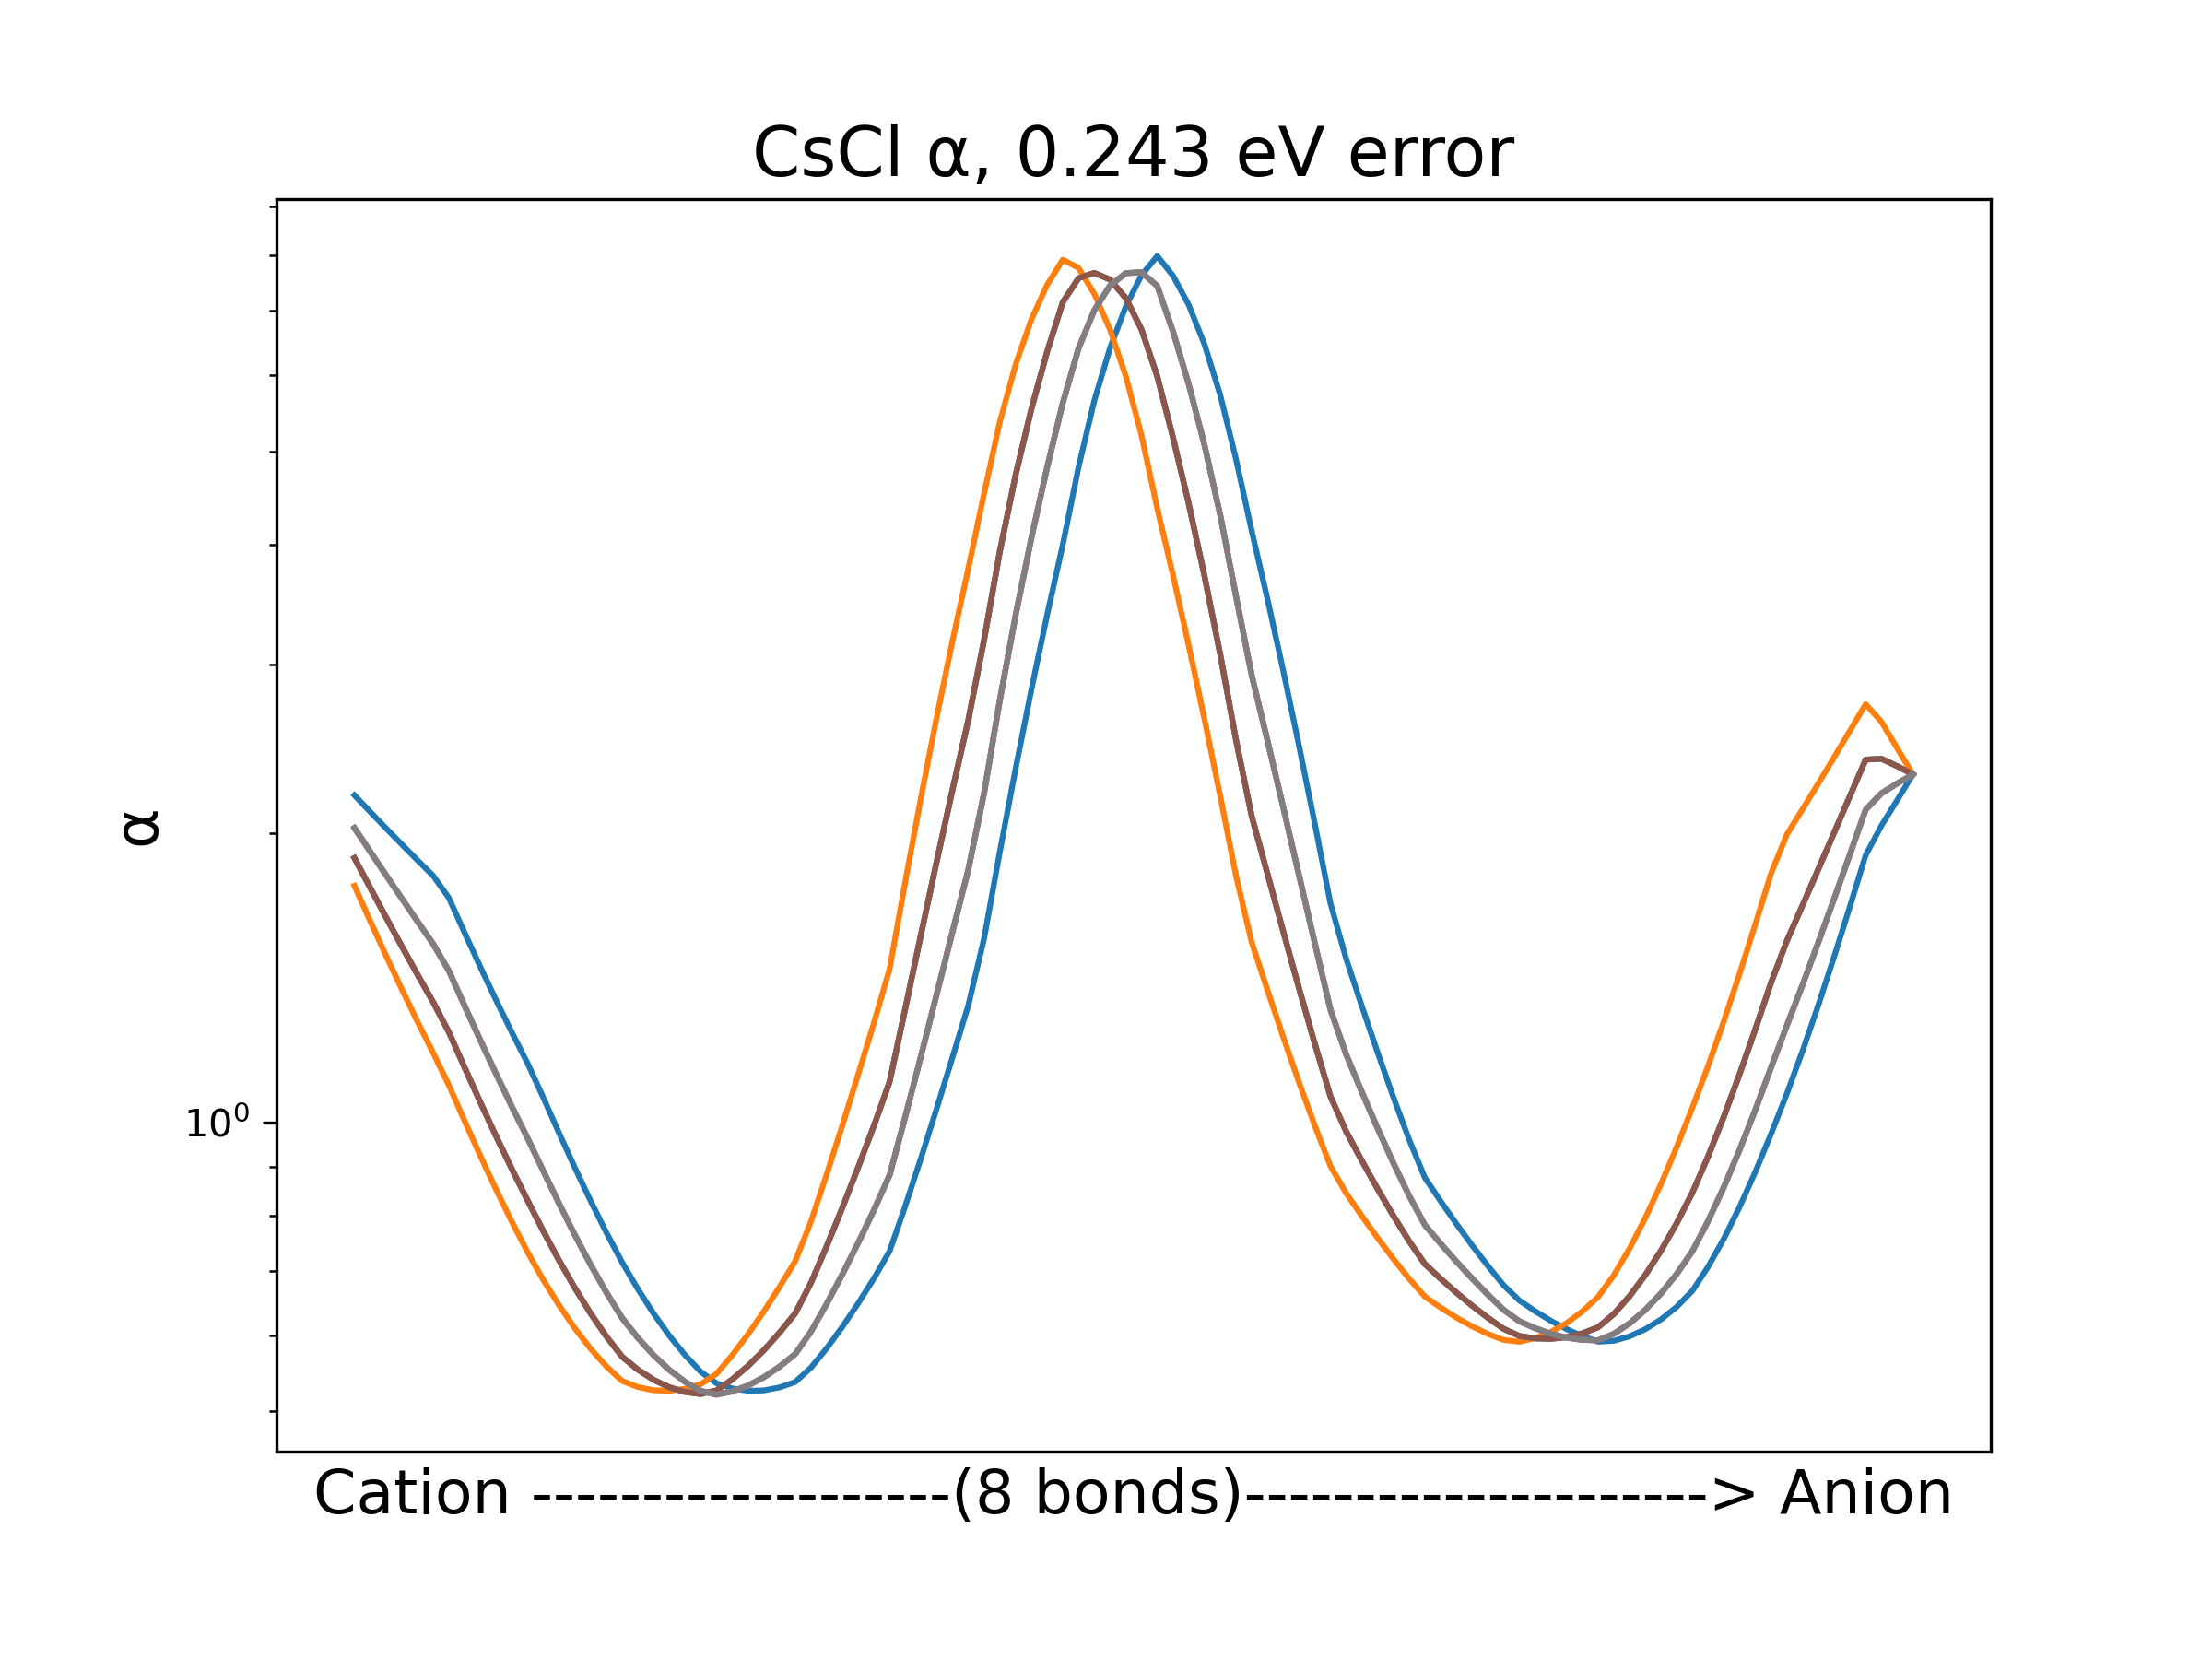 CsCl α, 0.243 eV error
α
10⁰
Cation -------------------(8 bonds)---------------------> Anion